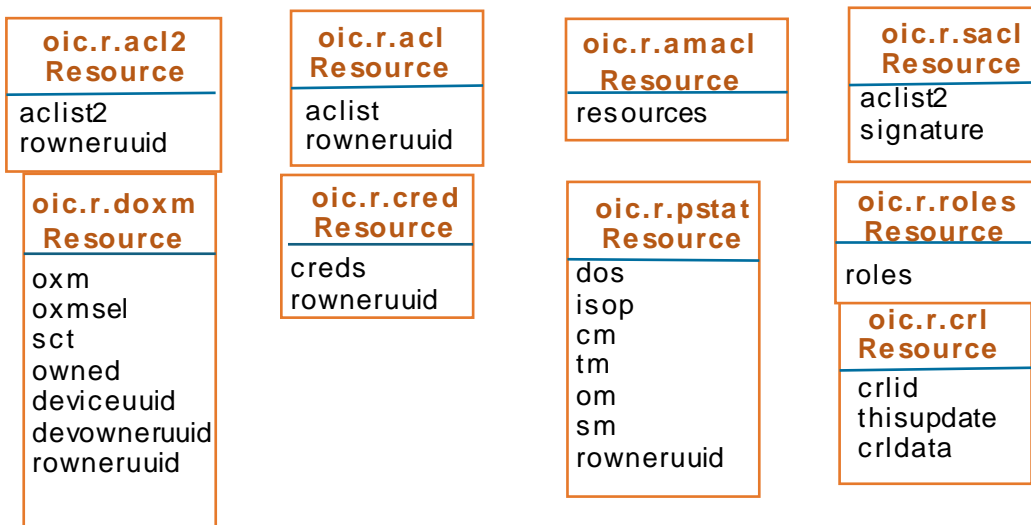 oic.r.acl2
Resource
aclist2
rowneruuid
oic.r.acl
Resource
aclist
rowneruuid
oic.r.amacl
Resource
resources
oic.r.sacl
Resource
aclist2
signature
oic.r.doxm
Resource
oxm
oxmsel
sct
owned
deviceuuid
devowneruuid
rowneruuid
oic.r.cred
Resource
creds
rowneruuid
oic.r.pstat
Resource
dos
isop
cm
tm
om
sm
rowneruuid
oic.r.roles
Resource
roles
oic.r.crl
Resource
crlid
thisupdate
crldata